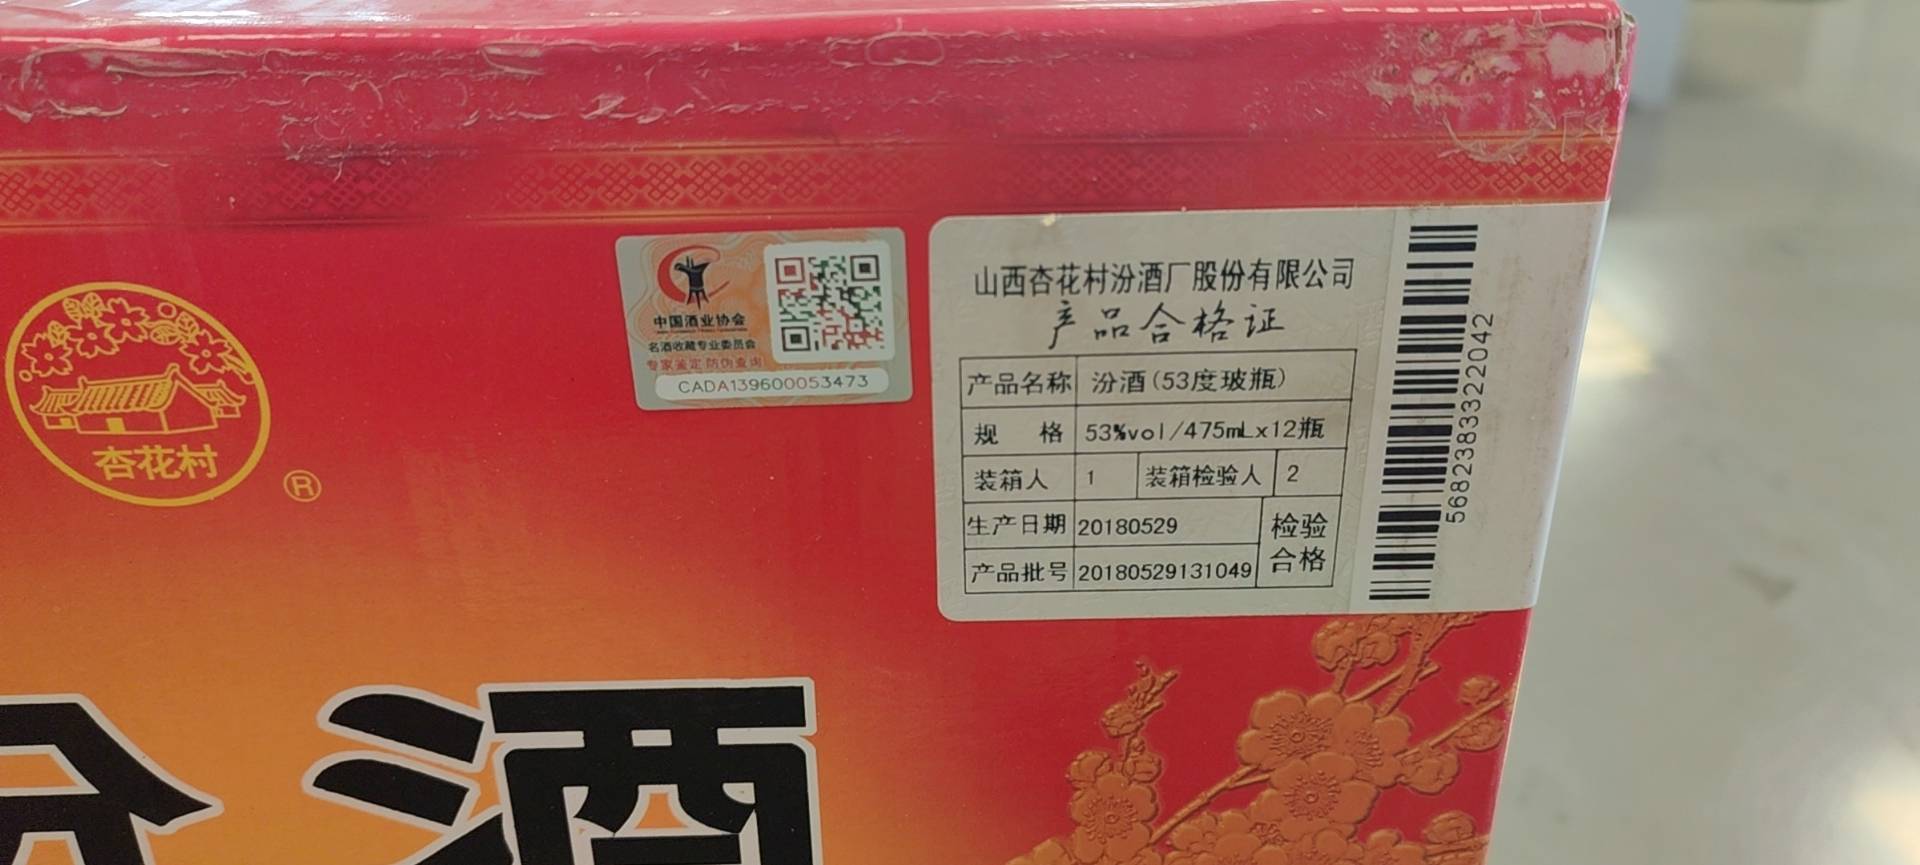 杏花村
®
中国酒业协会
名酒收藏专业委员会
专家鉴定 防伪查询
CADA139600053473
山西杏花村汾酒厂股份有限公司
产品合格证
产品名称 汾酒(53度玻瓶)
规 格 53%vol/475mLx12瓶
装箱人 1 装箱检验人 2
生产日期 20180529 检验
产品批号 20180529131049 合格
5682383322042
汾酒